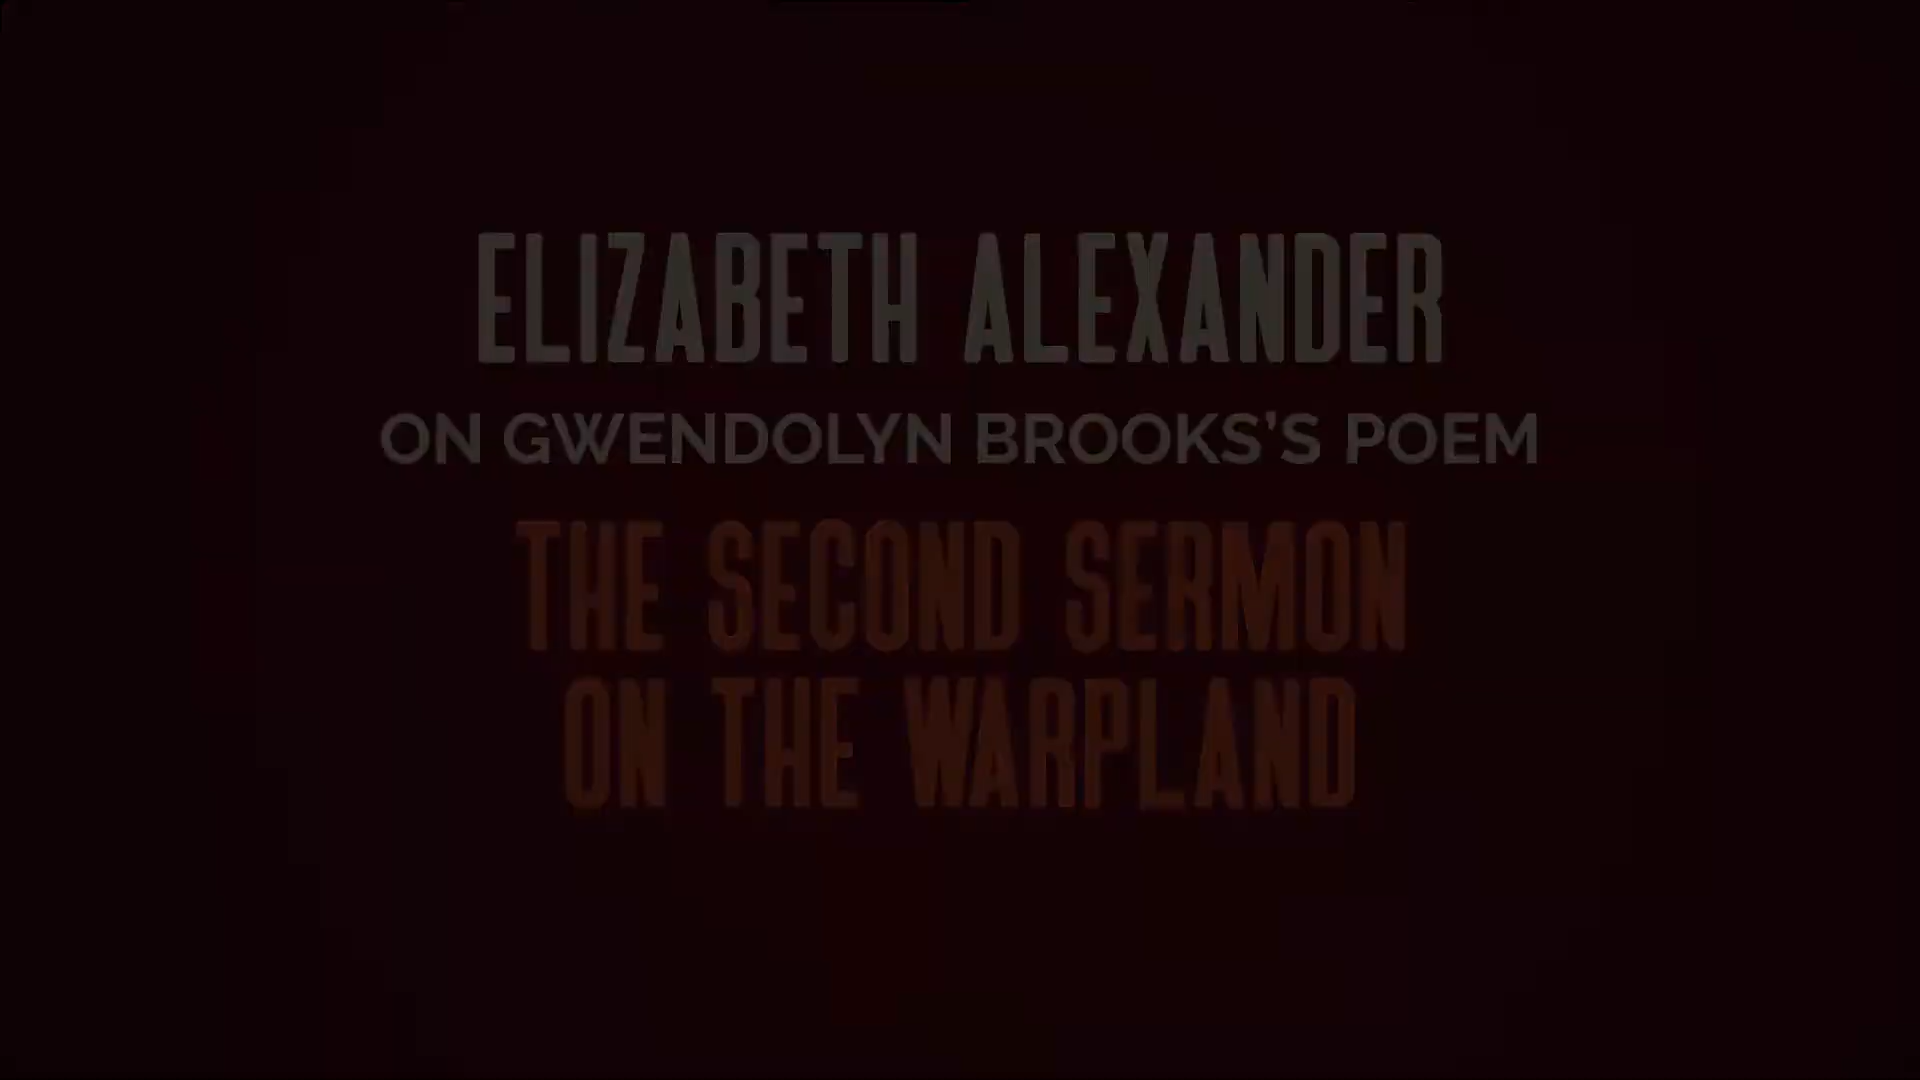 ELIZABETH ALEXANDER
ON GWENDOLYN BROOKS’S POEM
THE SECOND SERMON
ON THE WARPLAND